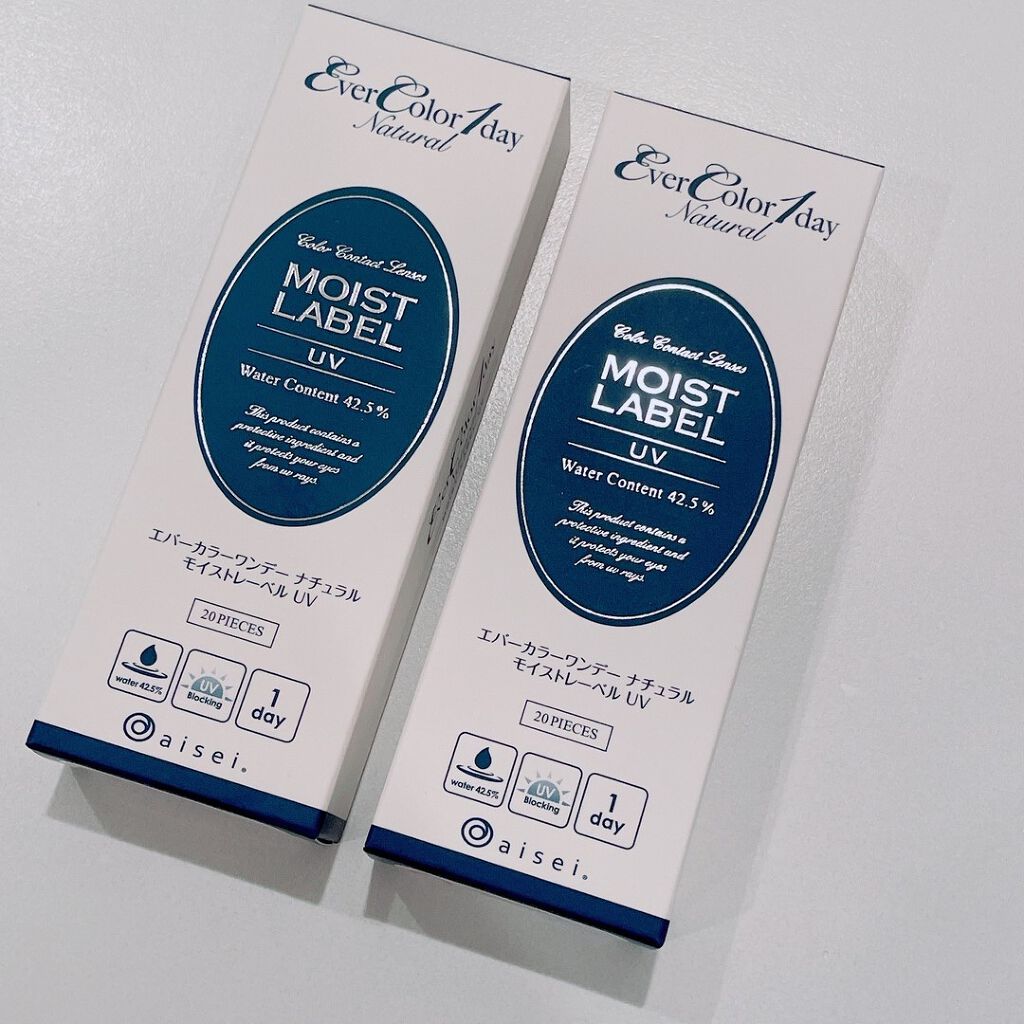 EverColor1day
Natural
Color Contact Lenses
MOIST
LABEL
UV
Water Content 42.5%
This product contains a
protective ingredient and
it protects your eyes
from uv rays.
エバーカラーワンデー ナチュラル
モイストレーベル UV
20 PIECES
water 42.5%
UV
Blocking
1
day
aisei®
EverColor1day
Natural
Color Contact Lenses
MOIST
LABEL
UV
Water Content 42.5%
This product contains a
protective ingredient and
it protects your eyes
from uv rays.
エバーカラーワンデー ナチュラル
モイストレーベル UV
20 PIECES
water 42.5%
UV
Blocking
1
day
aisei®